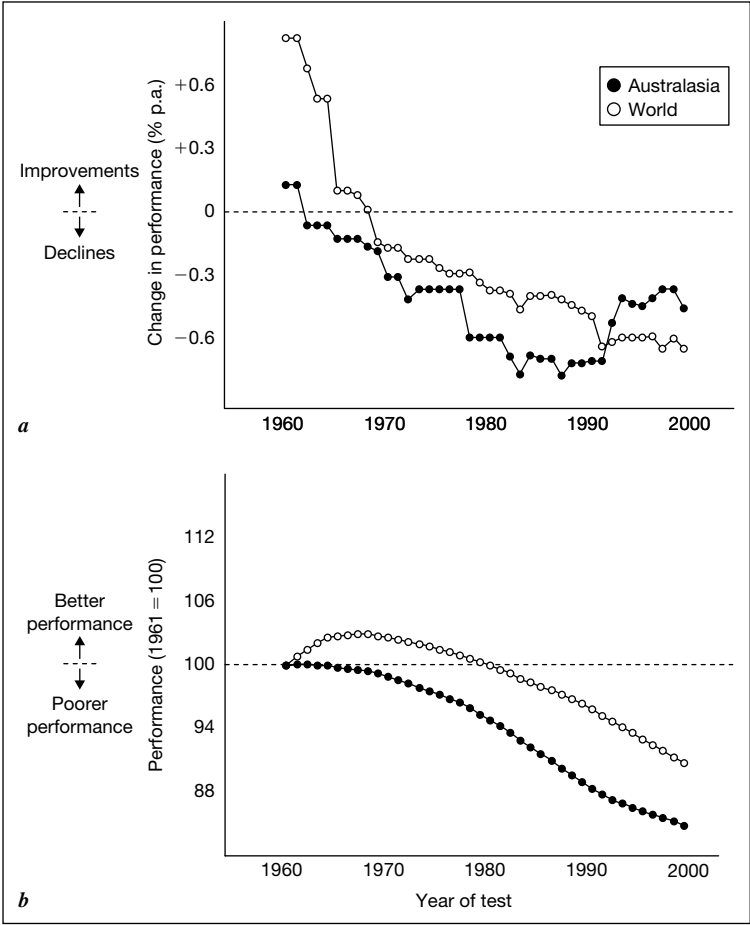 +0.6
+0.3
0
−0.3
−0.6
Change in performance (% p.a.)
Improvements
Declines
Australasia
World
1960 1970 1980 1990 2000
a
112
106
100
94
88
Performance (1961 = 100)
Better
performance
Poorer
performance
1960 1970 1980 1990 2000
Year of test
b